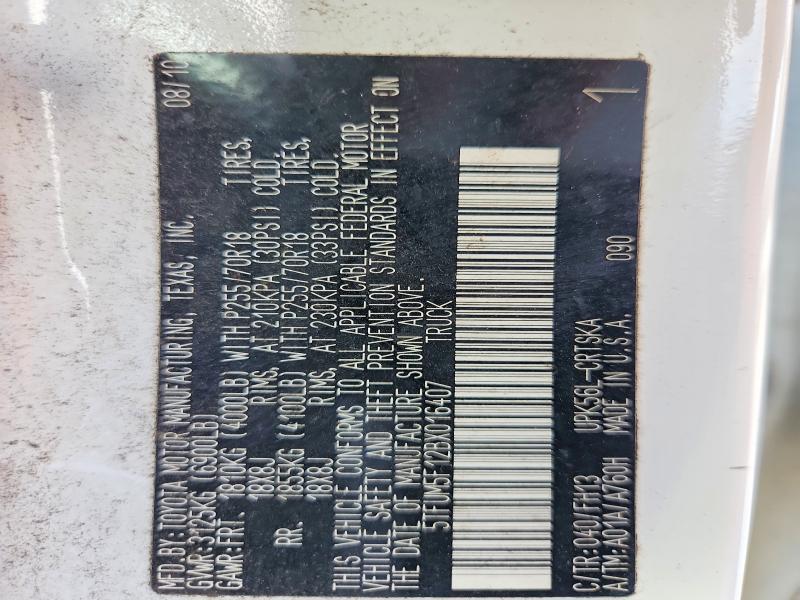 MFD.BY: TOYOTA MOTOR MANUFACTURING, TEXAS, INC. 08/10
GVWR: 3125KG (6900LB)
GAWR: FRT. 1810KG (4000LB) WITH P255/70R18 TIRES,
18X8J RIMS, AT 210KPA (30PSI) COLD.
RR. 1855KG (4100LB) WITH P255/70R18 TIRES,
18X8J RIMS, AT 230KPA (33PSI) COLD.
THIS VEHICLE CONFORMS TO ALL APPLICABLE FEDERAL MOTOR
VEHICLE SAFETY AND THEFT PREVENTION STANDARDS IN EFFECT ON
THE DATE OF MANUFACTURE SHOWN ABOVE.
5TFUM5F12BX016407 TRUCK
1
C/TR: 040/FH13 UPK56L-CRTSKA 090
A/TM: A01A/A760H MADE IN U.S.A.